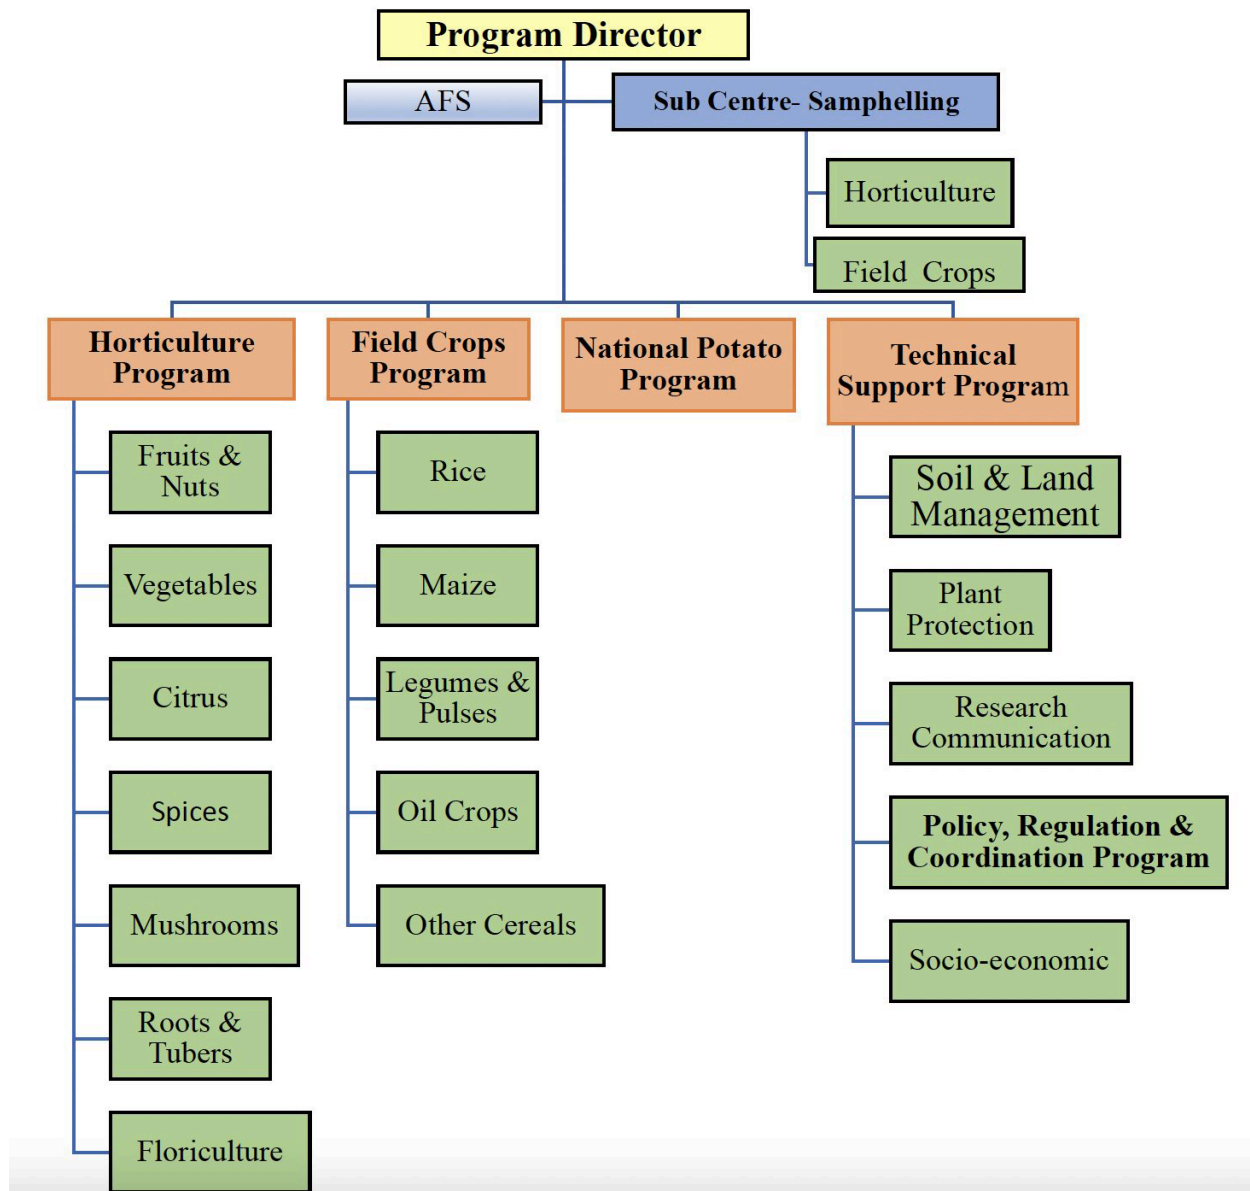 Program Director
AFS
Sub Centre- Samphelling
Horticulture
Field Crops
Horticulture
Program
Fruits &
Nuts
Vegetables
Citrus
Spices
Mushrooms
Roots &
Tubers
Floriculture
Field Crops
Program
Rice
Maize
Legumes &
Pulses
Oil Crops
Other Cereals
National Potato
Program
Technical
Support Program
Soil & Land
Management
Plant
Protection
Research
Communication
Policy, Regulation &
Coordination Program
Socio-economic